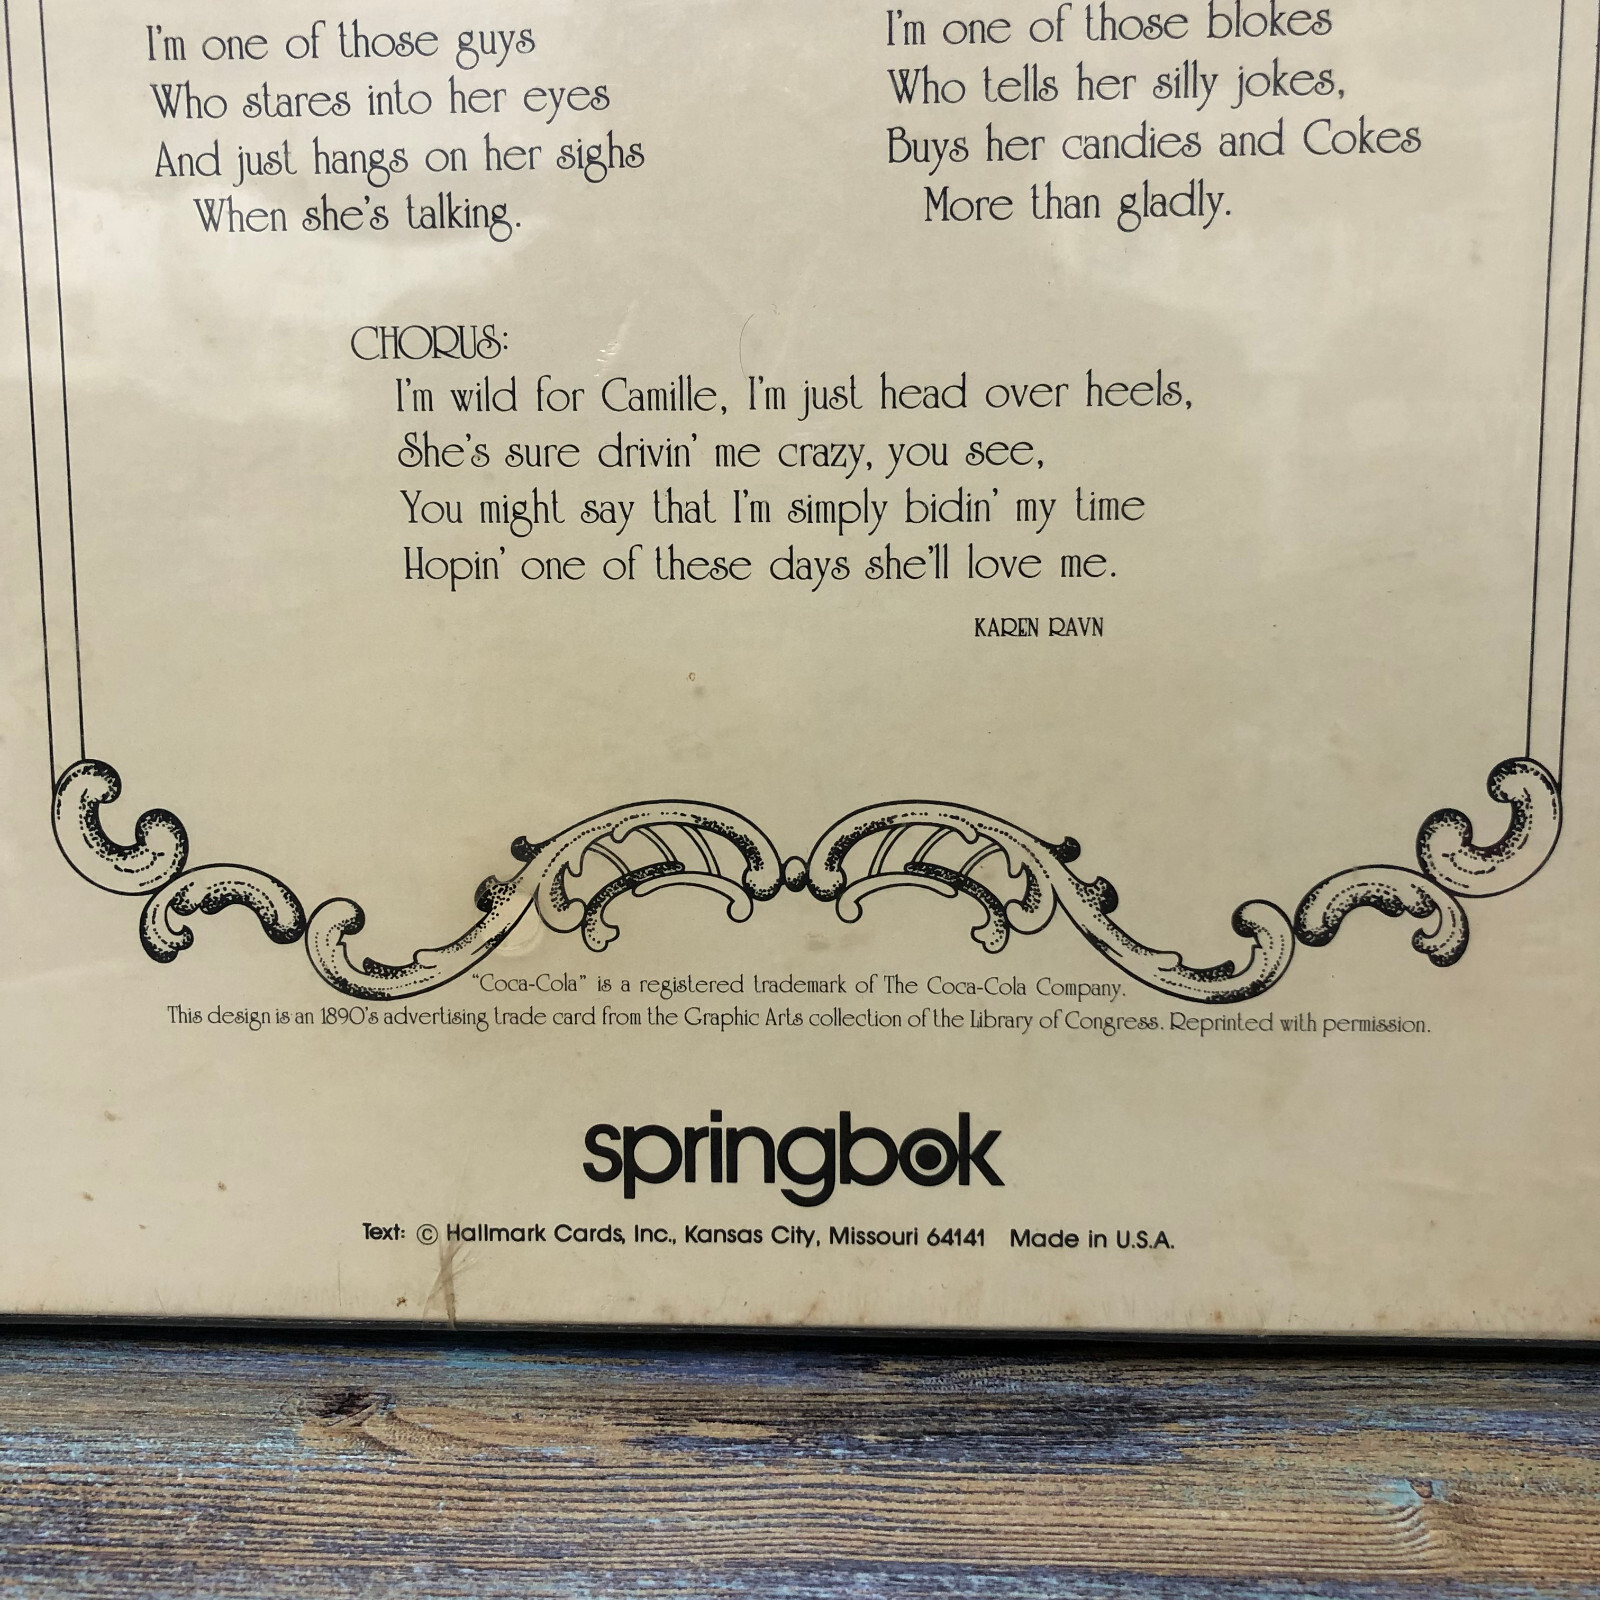 I'm one of those guys
Who stares into her eyes
And just hangs on her sighs
When she's talking.
I'm one of those blokes
Who tells her silly jokes,
Buys her candies and Cokes
More than gladly.
CHORUS:
I'm wild for Camille, I'm just head over heels,
She's sure drivin' me crazy, you see,
You might say that I'm simply bidin' my time
Hopin' one of these days she'll love me.
KAREN RAVN
"Coca-Cola" is a registered trademark of The Coca-Cola Company.
This design is an 1890's advertising trade card from the Graphic Arts collection of the Library of Congress. Reprinted with permission.
springbok
Text: © Hallmark Cards, Inc., Kansas City, Missouri 64141 Made in U.S.A.